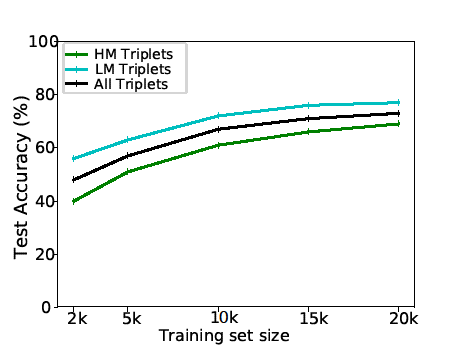 100
80
60
40
20
0
HM Triplets
LM Triplets
All Triplets
Test Accuracy (%)
2k 5k 10k 15k 20k
Training set size